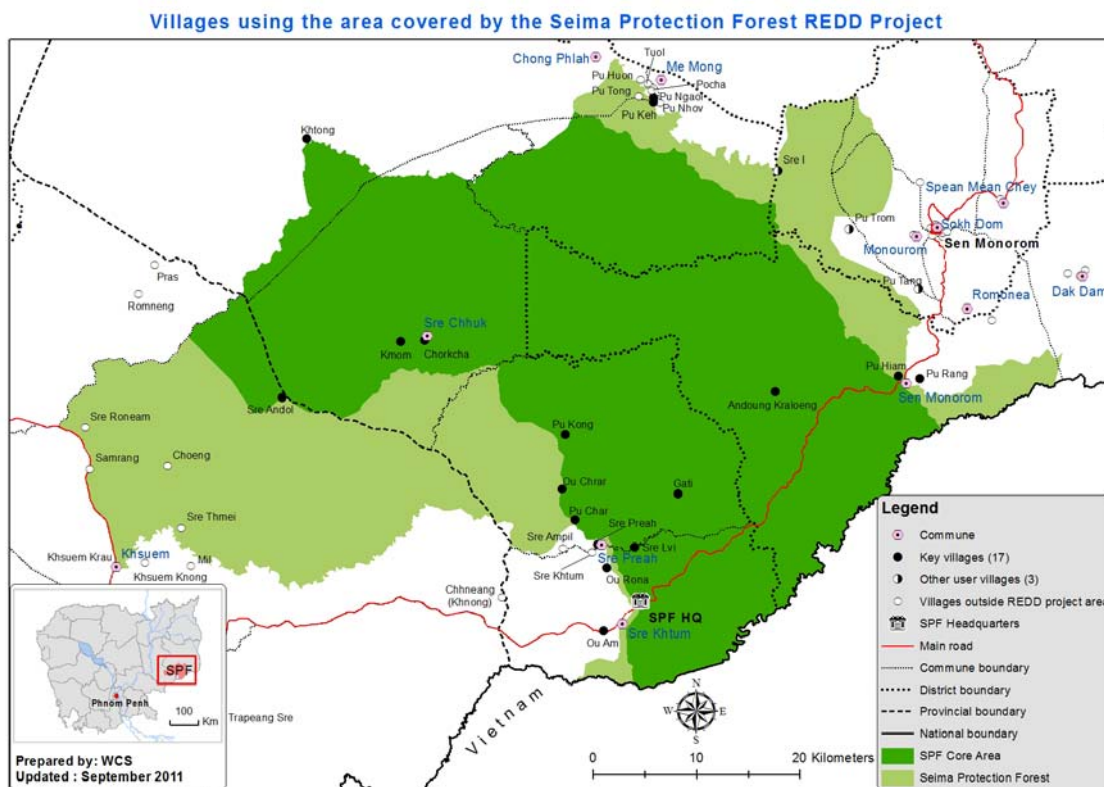 Villages using the area covered by the Seima Protection Forest REDD Project
Chong Phlah
Tuol
Me Mong
Pu Huon
Pocha
Pu Tong
Pu Ngaol
Pu Nhov
Pu Keh
Khtong
Sre I
Spean Mean Chey
Pu Trom
Sokh Dom
Sen Monorom
Monourom
Pras
Romneng
Pu Tang
Romonea
Dak Dam
Sre Chhuk
Kmom
Chorkcha
Pu Hiam
Pu Rang
Sen Monorom
Sre Andol
Andoung Kraloeng
Sre Roneam
Pu Kong
Samrang
Choeng
Ou Chrar
Gati
Pu Char
Sre Thmei
Sre Preah
Sre Ampil
Sre Lvi
Khsuem Krau
Khsuem
Mil
Sre Preah
Khsuem Knong
Sre Khtum
Ou Rona
Chhneang
(Khnong)
SPF HQ
Ou Am
Sre Khtum
Vietnam
Trapeang Sre
SPF
Phnom Penh
100
Km
Prepared by: WCS
Updated : September 2011
N
W
E
S
0
10
20 Kilometers
Legend
Commune
Key villages (17)
Other user villages (3)
Villages outside REDD project area
SPF Headquarters
Main road
Commune boundary
District boundary
Provincial boundary
National boundary
SPF Core Area
Seima Protection Forest